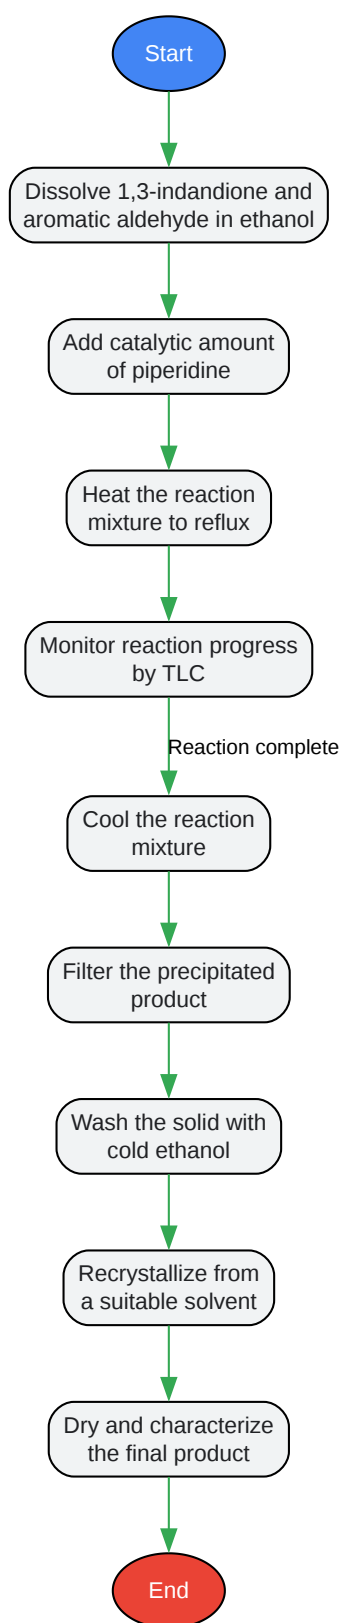 Start
Dissolve 1,3-indandione and
aromatic aldehyde in ethanol
Add catalytic amount
of piperidine
Heat the reaction
mixture to reflux
Monitor reaction progress
by TLC
Reaction complete
Cool the reaction
mixture
Filter the precipitated
product
Wash the solid with
cold ethanol
Recrystallize from
a suitable solvent
Dry and characterize
the final product
End